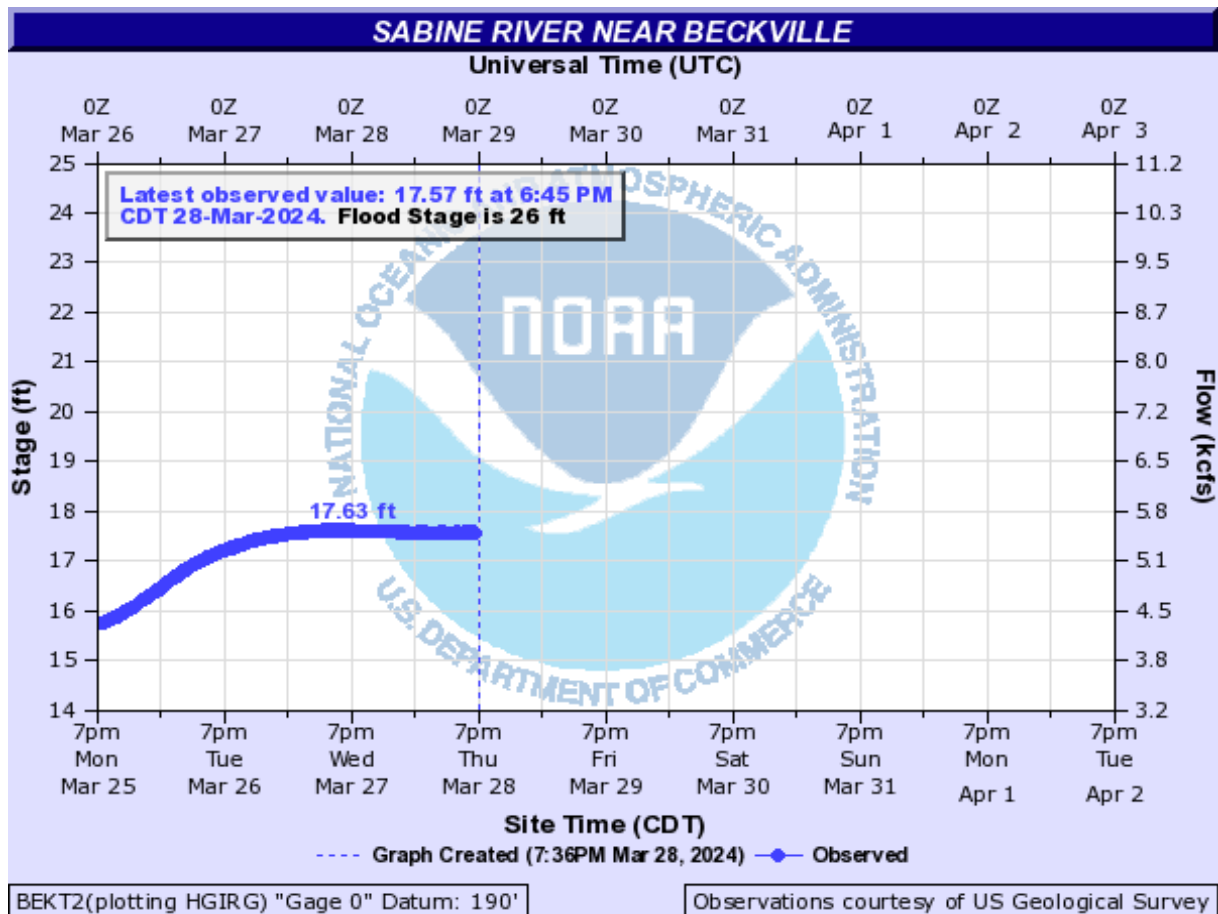 SABINE RIVER NEAR BECKVILLE
Universal Time (UTC)
0Z 0Z 0Z 0Z 0Z 0Z 0Z 0Z 0Z
Mar 26 Mar 27 Mar 28 Mar 29 Mar 30 Mar 31 Apr 1 Apr 2 Apr 3
Latest observed value: 17.57 ft at 6:45 PM
CDT 28-Mar-2024. Flood Stage is 26 ft
25 11.2
24 10.3
23 9.5
22 8.7
21 8.0
20 7.2
19 6.5
18 5.8
17 5.1
16 4.5
15 3.8
14 3.2
Stage (ft)
Flow (kcfs)
NATIONAL OCEANIC AND ATMOSPHERIC ADMINISTRATION
NOAA
U.S. DEPARTMENT OF COMMERCE
17.63 ft
7pm 7pm 7pm 7pm 7pm 7pm 7pm 7pm 7pm
Mon Tue Wed Thu Fri Sat Sun Mon Tue
Mar 25 Mar 26 Mar 27 Mar 28 Mar 29 Mar 30 Mar 31 Apr 1 Apr 2
Site Time (CDT)
Graph Created (7:36PM Mar 28, 2024) Observed
BEKT2(plotting HGIRG) "Gage 0" Datum: 190'
Observations courtesy of US Geological Survey